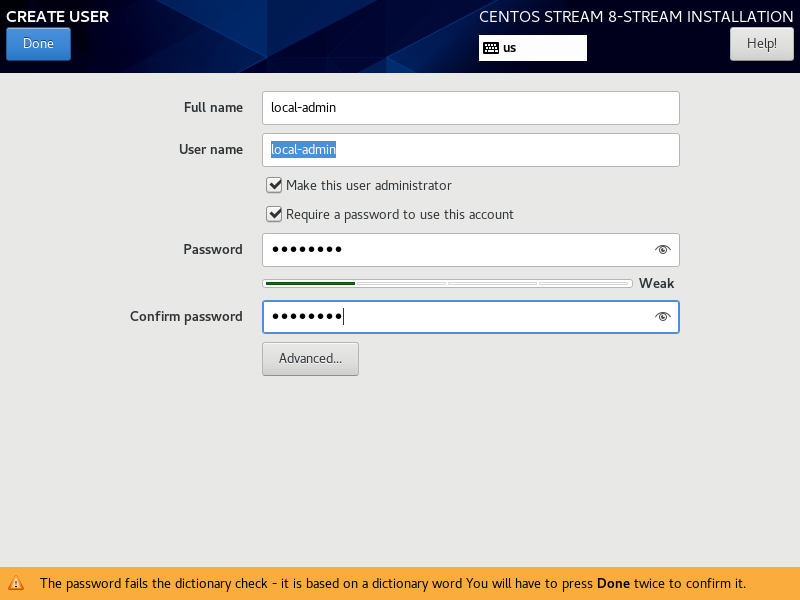 CREATE USER
CENTOS STREAM 8-STREAM INSTALLATION
Done
us
Help!
Full name
local-admin
User name
local-admin
Make this user administrator
Require a password to use this account
Password
●●●●●●●●
Weak
Confirm password
●●●●●●●●
Advanced...
The password fails the dictionary check - it is based on a dictionary word You will have to press Done twice to confirm it.